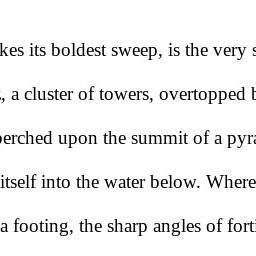 kes its boldest sweep, is the very s
, a cluster of towers, overtopped b
perched upon the summit of a pyra
itself into the water below. Where
a footing, the sharp angles of forti